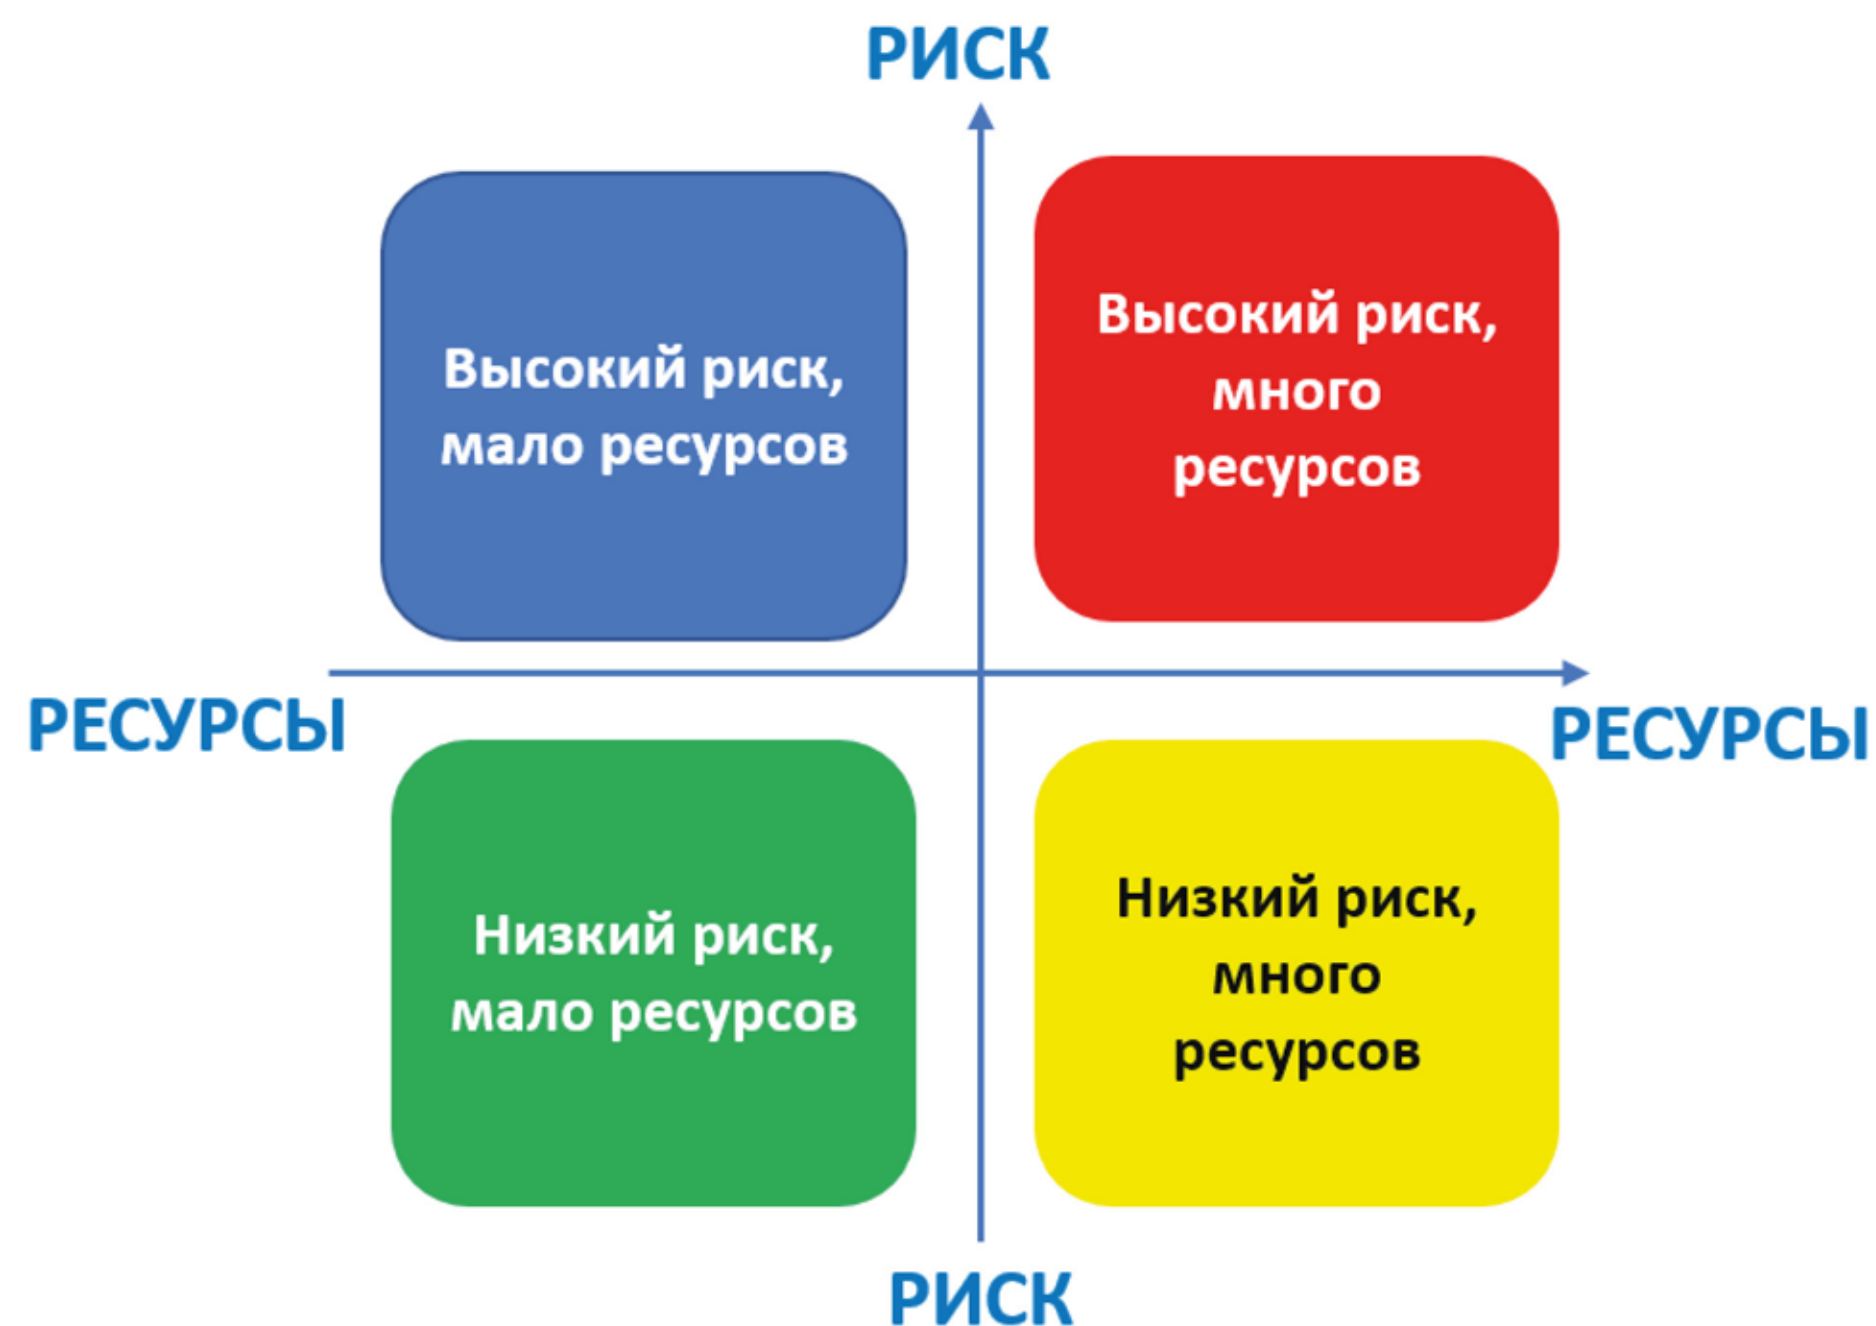 РИСК
Высокий риск,
мало ресурсов
Высокий риск,
много
ресурсов
РЕСУРСЫ
РЕСУРСЫ
Низкий риск,
мало ресурсов
Низкий риск,
много
ресурсов
РИСК